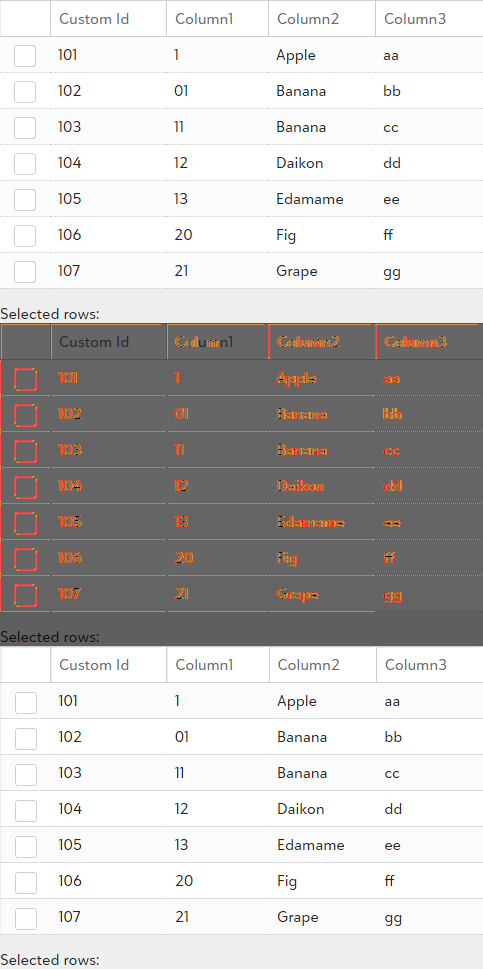 Custom Id Column1 Column2 Column3
101 1 Apple aa
102 01 Banana bb
103 11 Banana cc
104 12 Daikon dd
105 13 Edamame ee
106 20 Fig ff
107 21 Grape gg
Selected rows:
Custom Id Column1 Column2 Column3
101 1 Apple aa
102 01 Banana bb
103 11 Banana cc
104 12 Daikon dd
105 13 Edamame ee
106 20 Fig ff
107 21 Grape gg
Selected rows:
Custom Id Column1 Column2 Column3
101 1 Apple aa
102 01 Banana bb
103 11 Banana cc
104 12 Daikon dd
105 13 Edamame ee
106 20 Fig ff
107 21 Grape gg
Selected rows: